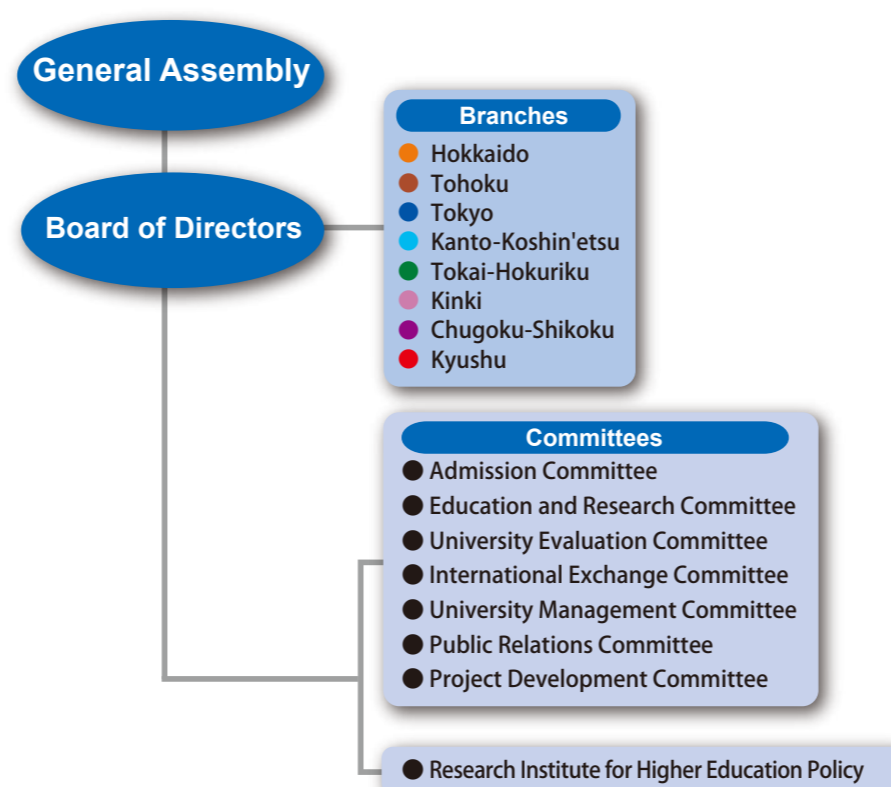 General Assembly
Board of Directors
Branches
Hokkaido
Tohoku
Tokyo
Kanto-Koshin'etsu
Tokai-Hokuriku
Kinki
Chugoku-Shikoku
Kyushu
Committees
Admission Committee
Education and Research Committee
University Evaluation Committee
International Exchange Committee
University Management Committee
Public Relations Committee
Project Development Committee
Research Institute for Higher Education Policy